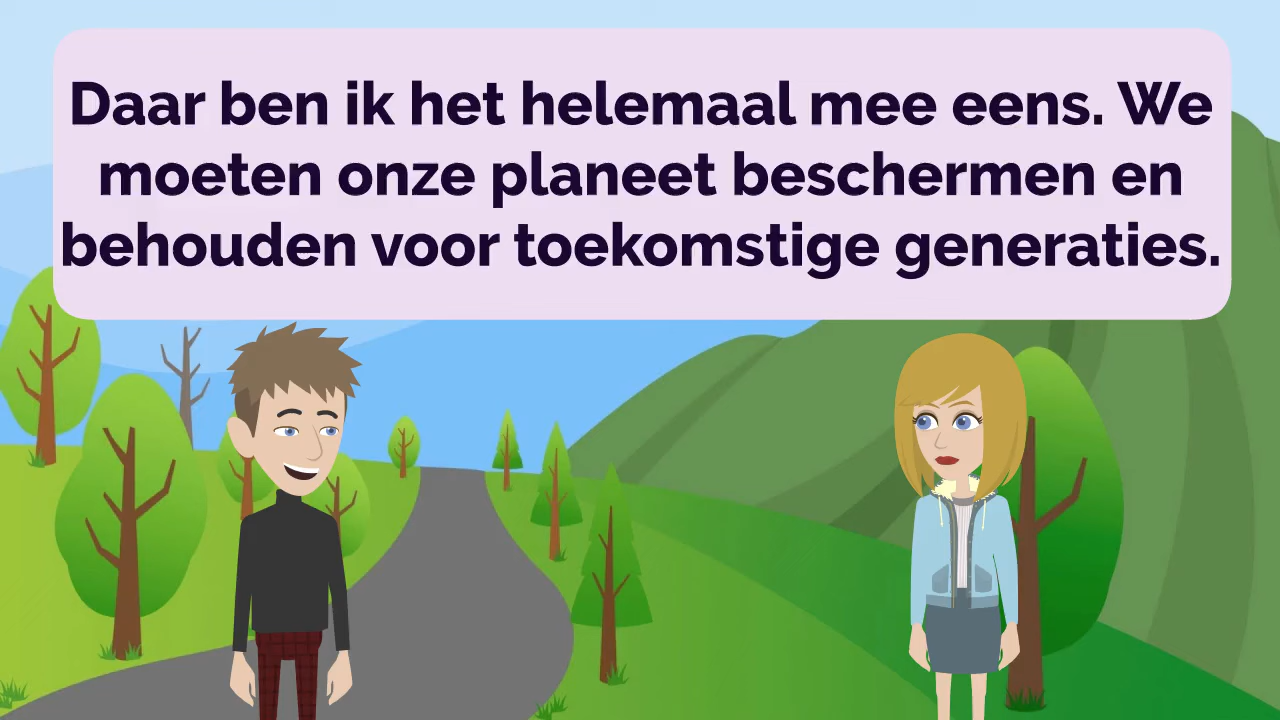 Daar ben ik het helemaal mee eens. We
moeten onze planeet beschermen en
behouden voor toekomstige generaties.